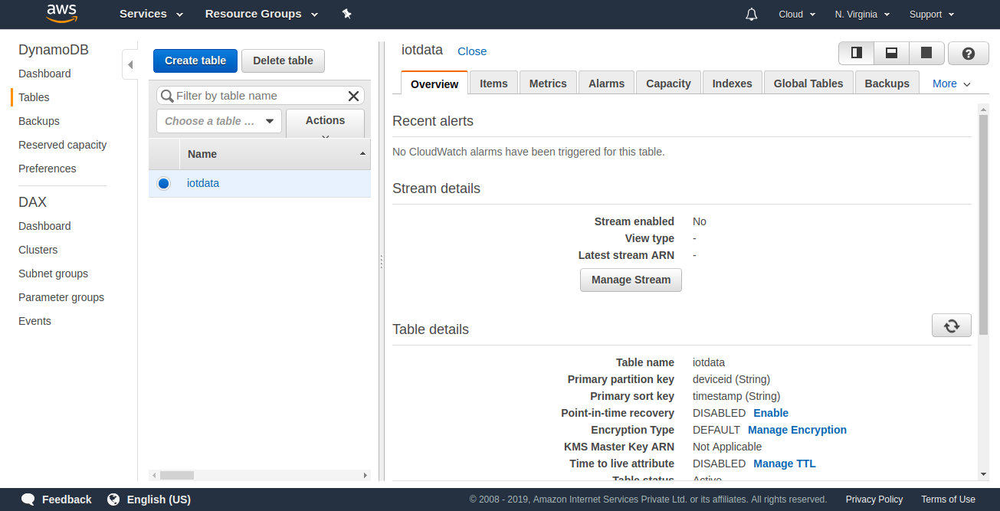 aws Services Resource Groups Cloud N. Virginia Support
DynamoDB
Dashboard
Tables
Backups
Reserved capacity
Preferences
DAX
Dashboard
Clusters
Subnet groups
Parameter groups
Events
Create table Delete table
Filter by table name
Choose a table ... Actions
Name
iotdata
iotdata Close
Overview Items Metrics Alarms Capacity Indexes Global Tables Backups More
Recent alerts
No CloudWatch alarms have been triggered for this table.
Stream details
Stream enabled No
View type -
Latest stream ARN -
Manage Stream
Table details
Table name iotdata
Primary partition key deviceid (String)
Primary sort key timestamp (String)
Point-in-time recovery DISABLED Enable
Encryption Type DEFAULT Manage Encryption
KMS Master Key ARN Not Applicable
Time to live attribute DISABLED Manage TTL
Table status Active
Feedback English (US) © 2008 - 2019, Amazon Internet Services Private Ltd. or its affiliates. All rights reserved. Privacy Policy Terms of Use